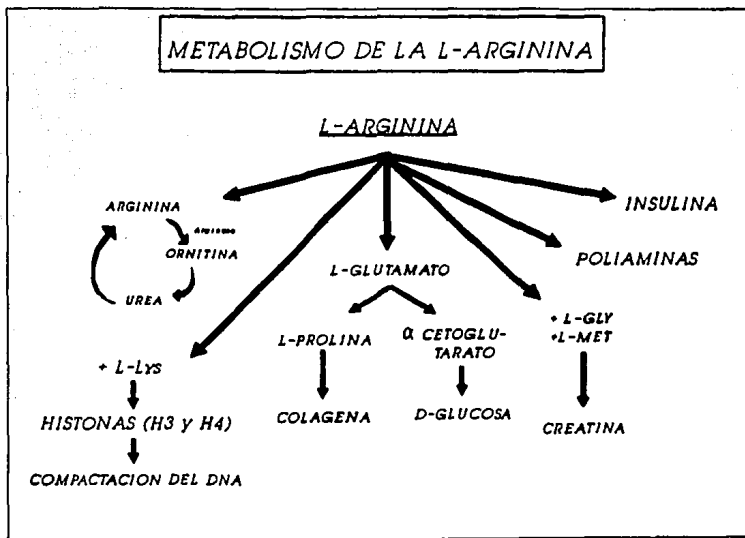 METABOLISMO DE LA L-ARGININA
L-ARGININA
ARGININA
ORNITINA
UREA
+ L-LYS
HISTONAS (H3 y H4)
COMPACTACION DEL DNA
L-GLUTAMATO
L-PROLINA
COLAGENA
α CETOGLU-
TARATO
D-GLUCOSA
+ L-GLY
+L-MET
CREATINA
POLIAMINAS
INSULINA